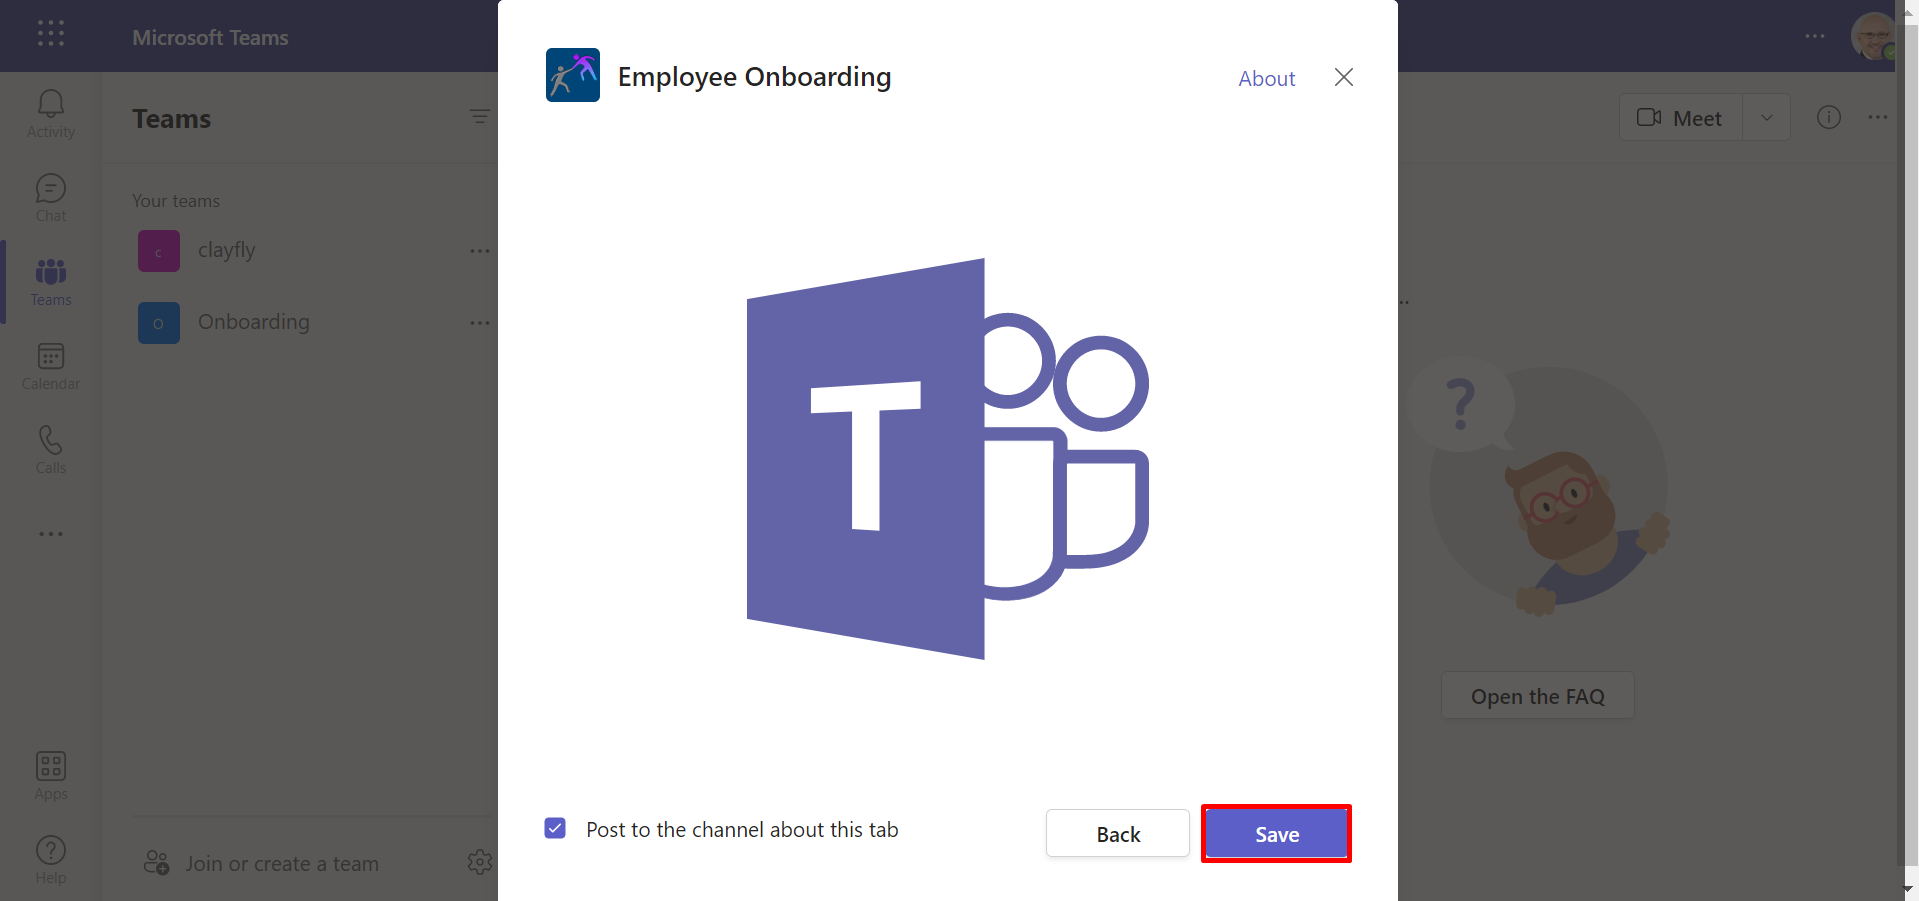 Microsoft Teams
Activity
Chat
Teams
Calendar
Calls
Apps
Help
Teams
Your teams
c
clayfly
O
Onboarding
Join or create a team
Employee Onboarding
About
T
Post to the channel about this tab
Back
Save
Meet
?
Open the FAQ